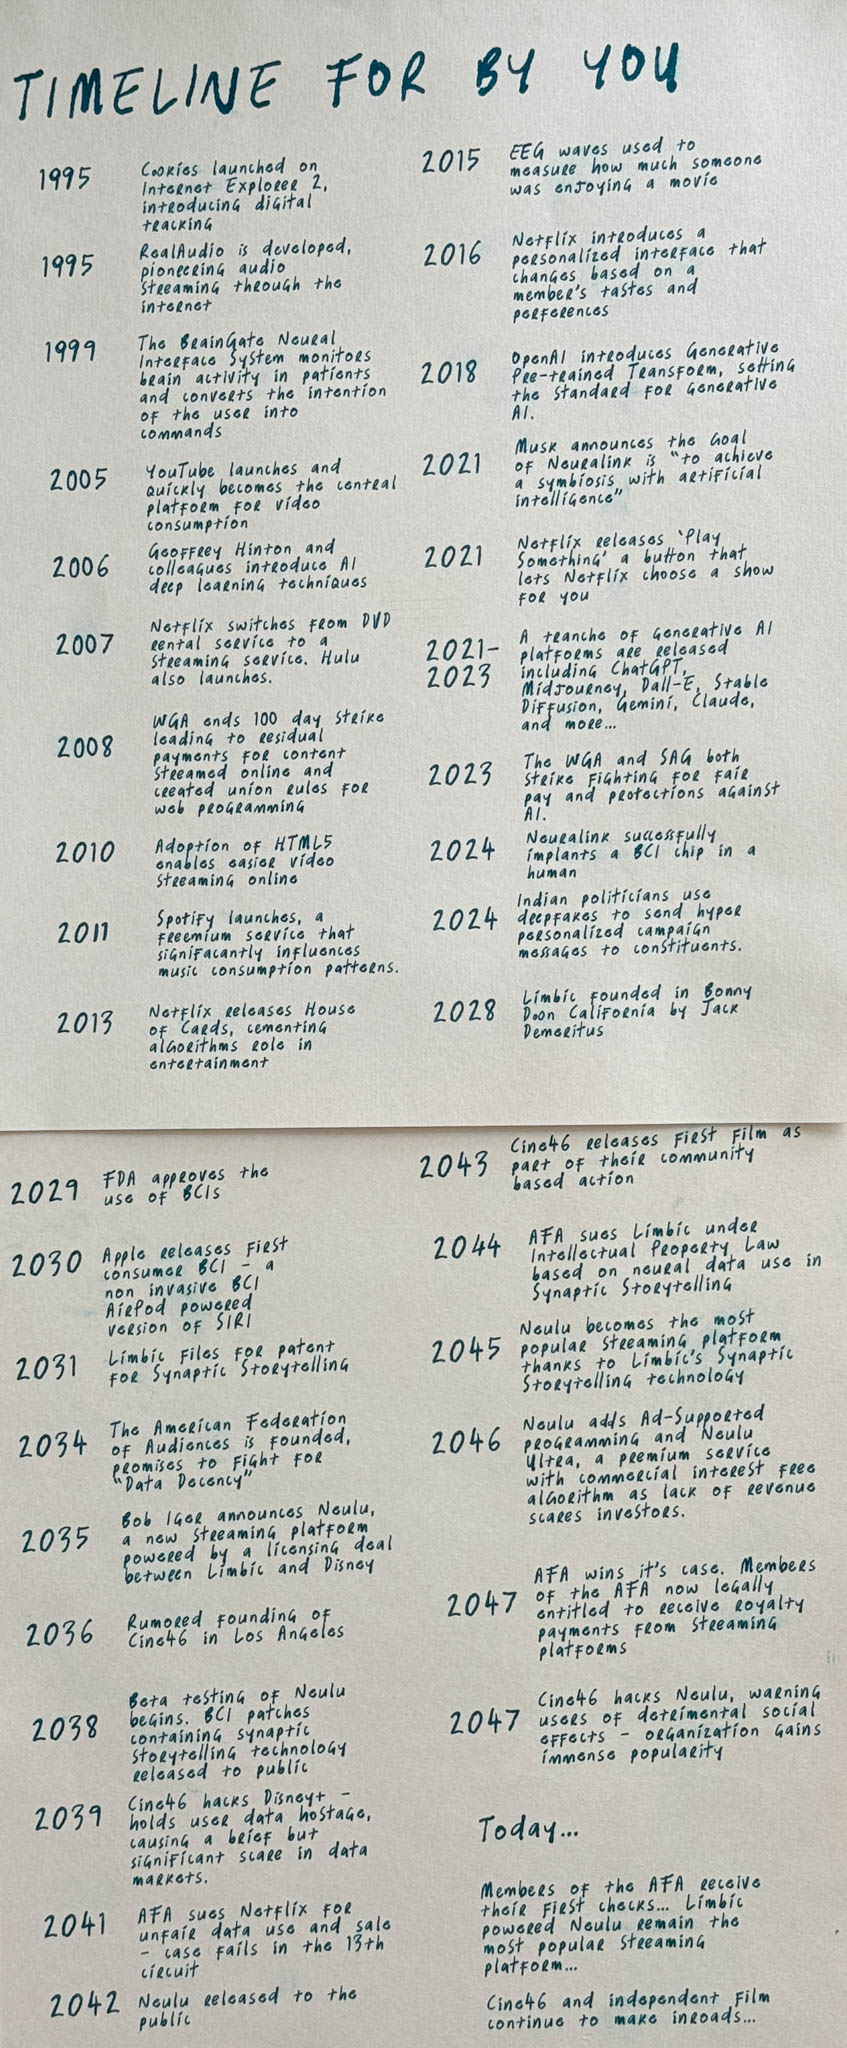 TIMELINE FOR BY YOU
1995
Cookies launched on
Internet Explorer 2,
introducing digital
tracking
1995
RealAudio is developed,
pioneering audio
streaming through the
internet
1999
The BrainGate Neural
Interface System monitors
brain activity in patients
and converts the intention
of the user into
commands
2005
YouTube launches and
quickly becomes the central
platform for video
consumption
2006
Geoffrey Hinton and
colleagues introduce AI
deep learning techniques
2007
Netflix switches from DVD
rental service to a
streaming service. Hulu
also launches.
2008
WGA ends 100 day strike
leading to residual
payments for content
streamed online and
created union rules for
web programming
2010
Adoption of HTML5
enables easier video
streaming online
2011
Spotify launches, a
freemium service that
signifacantly influences
music consumption patterns.
2013
Netflix releases House
of Cards, cementing
algorithms role in
entertainment
2015
EEG waves used to
measure how much someone
was enjoying a movie
2016
Netflix introduces a
personalized interface that
changes based on a
member's tastes and
perferences
2018
OpenAI introduces Generative
Pre-trained Transform, setting
the standard for Generative
AI.
2021
Musk announces the goal
of Neuralink is "to achieve
a symbiosis with artificial
intelligence"
2021
Netflix releases 'Play
Something' a button that
lets Netflix choose a show
for you
2021-
2023
A tranche of Generative AI
platforms are released
including ChatGPT,
Midjourney, Dall-E, Stable
Diffusion, Gemini, Claude,
and more...
2023
The WGA and SAG both
strike fighting for fair
pay and protections against
AI.
2024
Neuralink successfully
implants a BCI chip in a
human
2024
Indian politicians use
deepfakes to send hyper
personalized campaign
messages to constituents.
2028
Limbic founded in Bonny
Doon California by Jack
Demeritus
2029
FDA approves the
use of BCIs
2030
Apple releases first
consumer BCI - a
non invasive BCI
AirPod powered
version of SIRI
2031
Limbic files for patent
for Synaptic Storytelling
2034
The American Federation
of Audiences is founded,
promises to fight for
"Data Decency"
2035
Bob Iger announces Neulu,
a new streaming platform
powered by a licensing deal
between Limbic and Disney
2036
Rumored founding of
Cine46 in Los Angeles
2038
Beta testing of Neulu
begins. BCI patches
containing synaptic
storytelling technology
released to public
2039
Cine46 hacks Disney+ -
holds user data hostage,
causing a brief but
significant scare in data
markets.
2041
AFA sues Netflix for
unfair data use and sale
- case fails in the 13th
circuit
2042
Neulu released to the
public
2043
Cine46 releases first film as
part of their community
based action
2044
AFA sues Limbic under
Intellectual Property Law
based on neural data use in
Synaptic Storytelling
2045
Neulu becomes the most
popular streaming platform
thanks to Limbic's Synaptic
Storytelling technology
2046
Neulu adds Ad-Supported
programming and Neulu
Ultra, a premium service
with commercial interest free
algorithm as lack of revenue
scares investors.
2047
AFA wins it's case. Members
of the AFA now legally
entitled to receive royalty
payments from streaming
platforms
2047
Cine46 hacks Neulu, warning
users of detrimental social
effects - organization gains
immense popularity
Today...
Members of the AFA receive
their first checks... Limbic
powered Neulu remain the
most popular streaming
platform...
Cine46 and independent film
continue to make inroads...